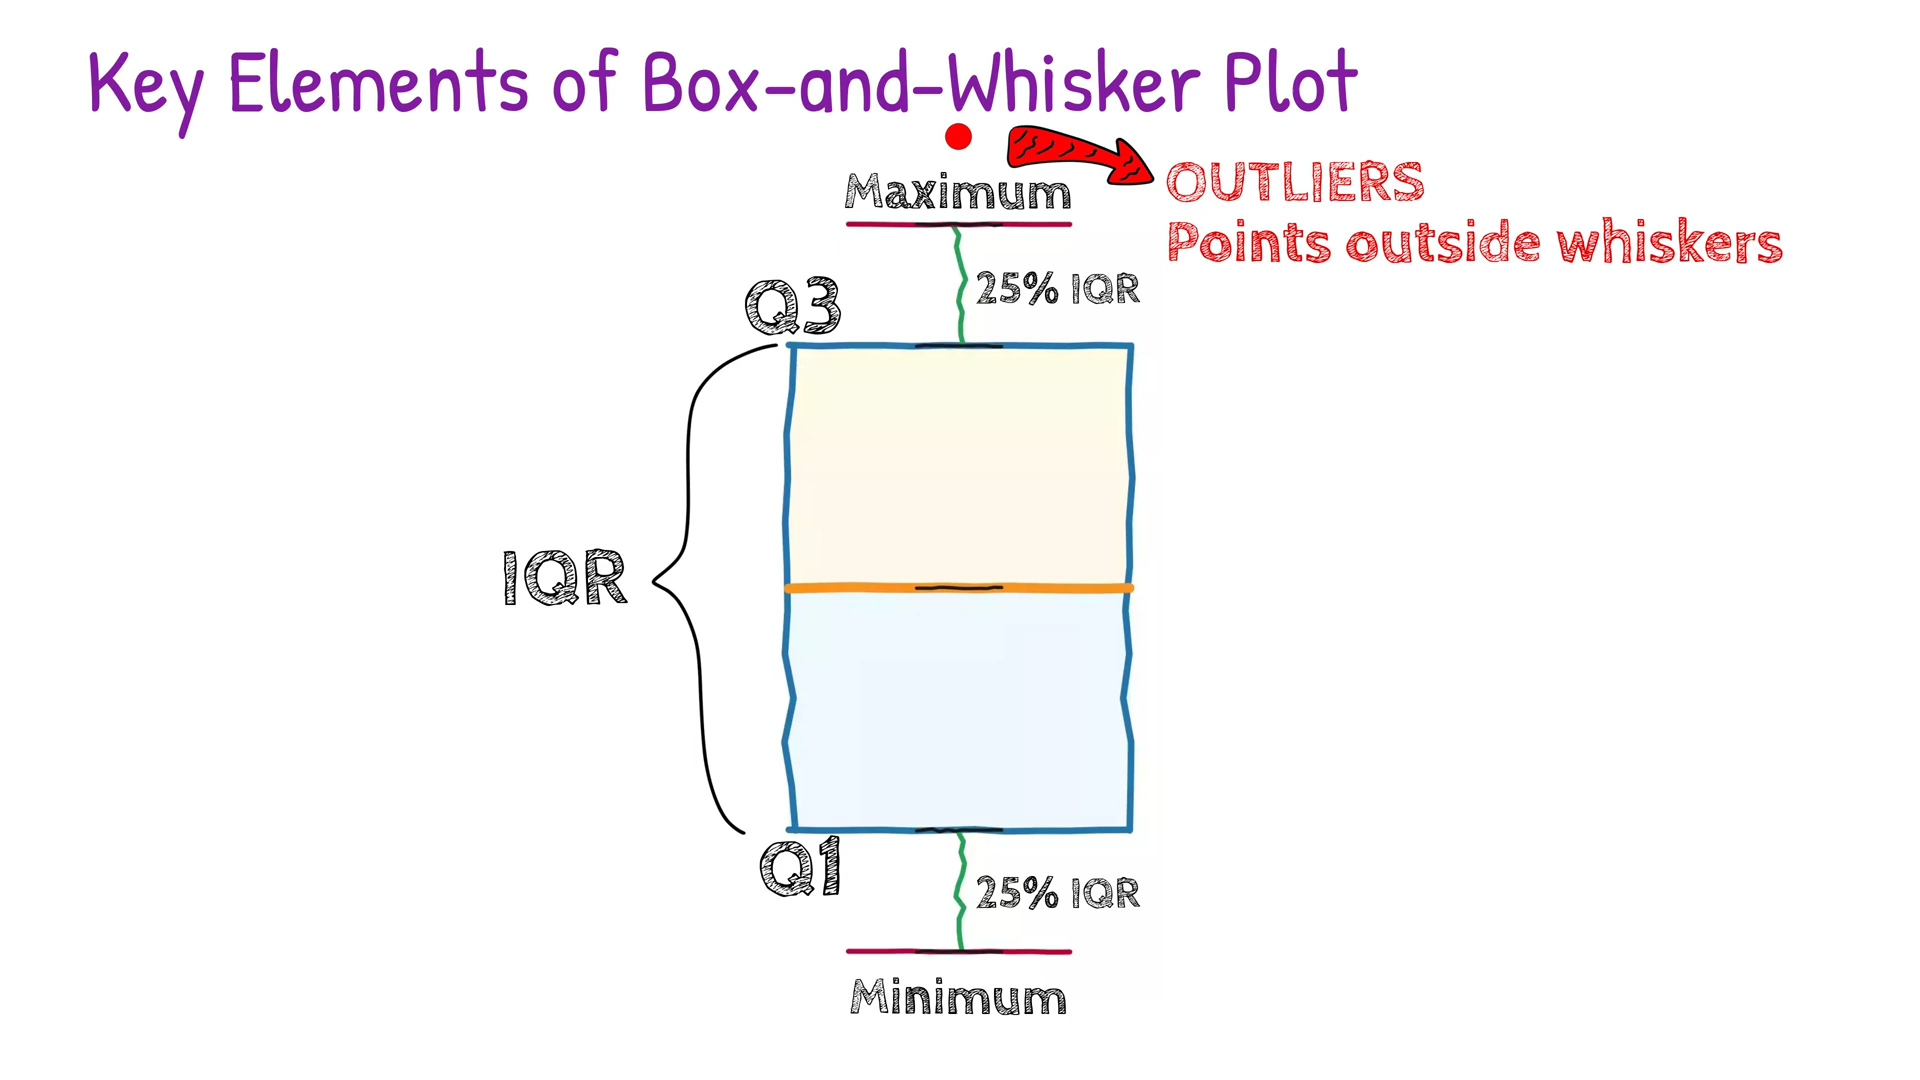 Key Elements of Box-and-Whisker Plot
Maximum
OUTLIERS
Points outside whiskers
25% IQR
Q3
IQR
Q1
25% IQR
Minimum